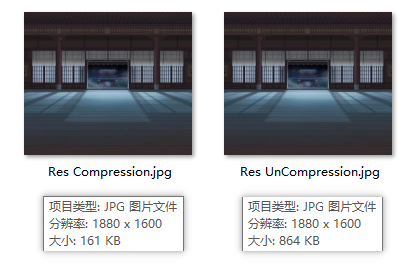 Res Compression.jpg
Res UnCompression.jpg
项目类型: JPG 图片文件
分辨率: 1880 x 1600
大小: 161 KB
项目类型: JPG 图片文件
分辨率: 1880 x 1600
大小: 864 KB